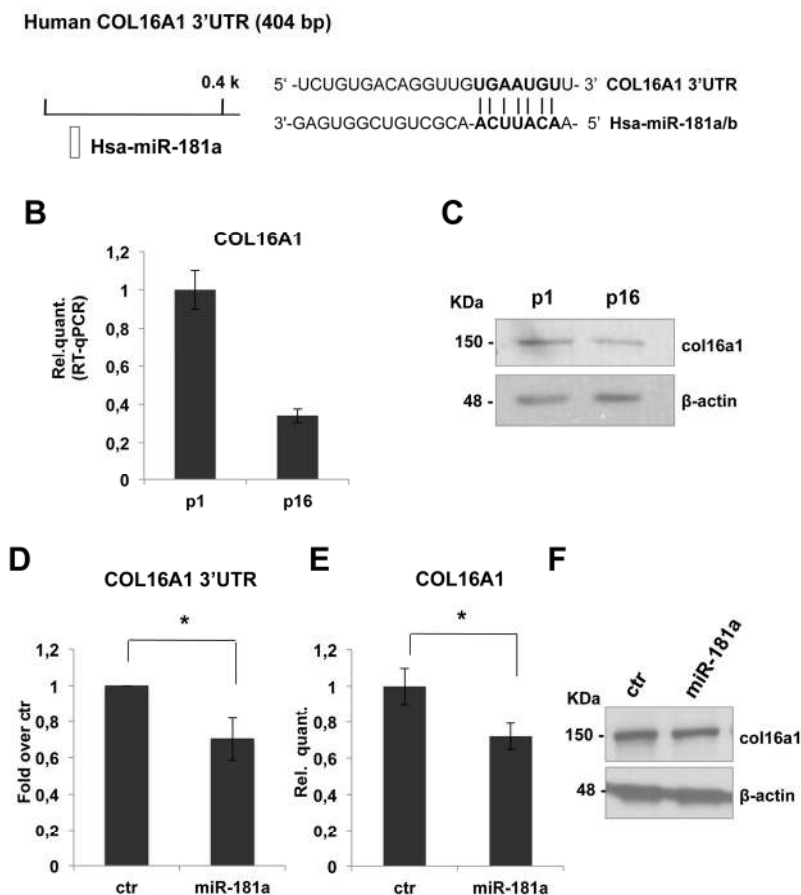 Human COL16A1 3’UTR (404 bp)
0.4 k
Hsa-miR-181a
5‘ -UCUGUGACAGGUUGUGAAUGUU- 3’ COL16A1 3’UTR
3'-GAGUGGCUGUCGCA-ACUUACAA- 5’ Hsa-miR-181a/b
B
COL16A1
Rel.quant.
(RT-qPCR)
1,2
1
0,8
0,6
0,4
0,2
0
p1 p16
C
KDa p1 p16
150 - col16a1
48 - β-actin
D
COL16A1 3’UTR
*
Fold over ctr
1,2
1
0,8
0,6
0,4
0,2
0
ctr miR-181a
E
COL16A1
*
Rel. quant.
1,2
1
0,8
0,6
0,4
0,2
0
ctr miR-181a
F
KDa ctr miR-181a
150 - col16a1
48 - β-actin